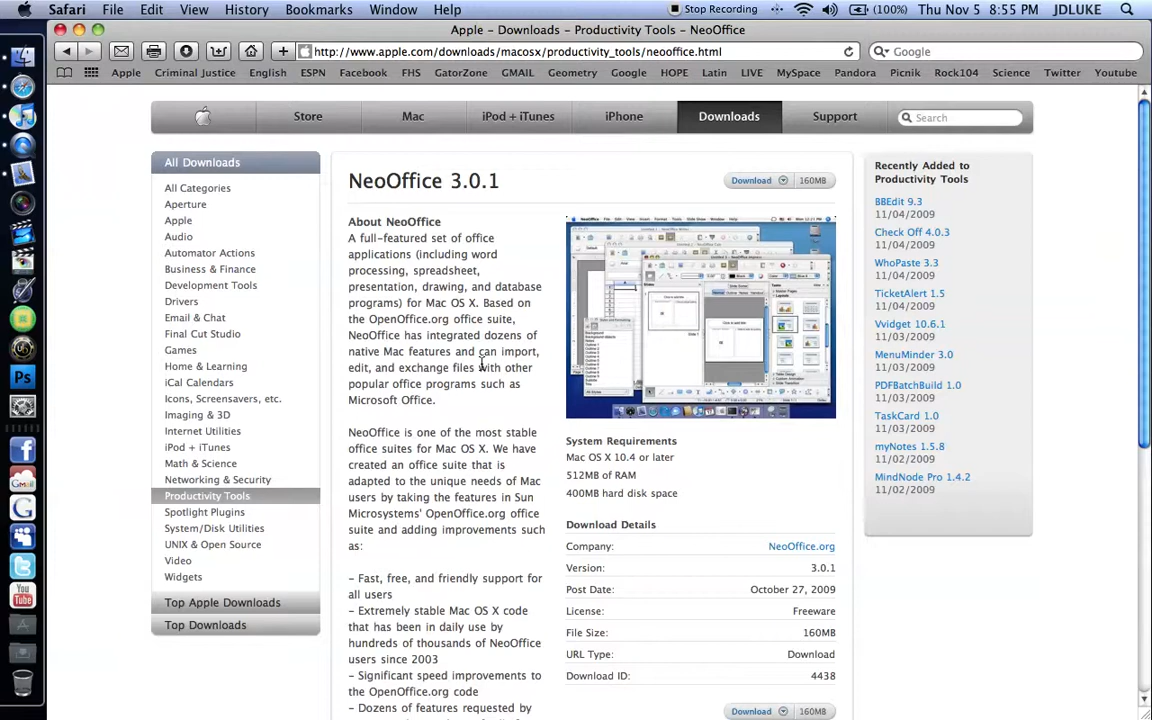 Safari File Edit View History Bookmarks Window Help Stop Recording (100%) Thu Nov 5 8:55 PM JDLUKE
Apple - Downloads - Productivity Tools - NeoOffice
http://www.apple.com/downloads/macosx/productivity_tools/neooffice.html Google
Apple Criminal Justice English ESPN Facebook FHS GatorZone GMAIL Geometry Google HOPE Latin LIVE MySpace Pandora Picnik Rock104 Science Twitter Youtube
Store Mac iPod + iTunes iPhone Downloads Support Search
All Downloads
All Categories
Aperture
Apple
Audio
Automator Actions
Business & Finance
Development Tools
Drivers
Email & Chat
Final Cut Studio
Games
Home & Learning
iCal Calendars
Icons, Screensavers, etc.
Imaging & 3D
Internet Utilities
iPod + iTunes
Math & Science
Networking & Security
Productivity Tools
Spotlight Plugins
System/Disk Utilities
UNIX & Open Source
Video
Widgets
Top Apple Downloads
Top Downloads
NeoOffice 3.0.1
Download 160MB
About NeoOffice
A full-featured set of office
applications (including word
processing, spreadsheet,
presentation, drawing, and database
programs) for Mac OS X. Based on
the OpenOffice.org office suite,
NeoOffice has integrated dozens of
native Mac features and can import,
edit, and exchange files with other
popular office programs such as
Microsoft Office.
NeoOffice is one of the most stable
office suites for Mac OS X. We have
created an office suite that is
adapted to the unique needs of Mac
users by taking the features in Sun
Microsystems' OpenOffice.org office
suite and adding improvements such
as:
- Fast, free, and friendly support for
all users
- Extremely stable Mac OS X code
that has been in daily use by
hundreds of thousands of NeoOffice
users since 2003
- Significant speed improvements to
the OpenOffice.org code
- Dozens of features requested by
System Requirements
Mac OS X 10.4 or later
512MB of RAM
400MB hard disk space
Download Details
Company: NeoOffice.org
Version: 3.0.1
Post Date: October 27, 2009
License: Freeware
File Size: 160MB
URL Type: Download
Download ID: 4438
Download 160MB
Recently Added to
Productivity Tools
BBEdit 9.3
11/04/2009
Check Off 4.0.3
11/04/2009
WhoPaste 3.3
11/04/2009
TicketAlert 1.5
11/04/2009
Vvidget 10.6.1
11/04/2009
MenuMinder 3.0
11/04/2009
PDFBatchBuild 1.0
11/03/2009
TaskCard 1.0
11/03/2009
myNotes 1.5.8
11/02/2009
MindNode Pro 1.4.2
11/02/2009
Ps
You
Tube